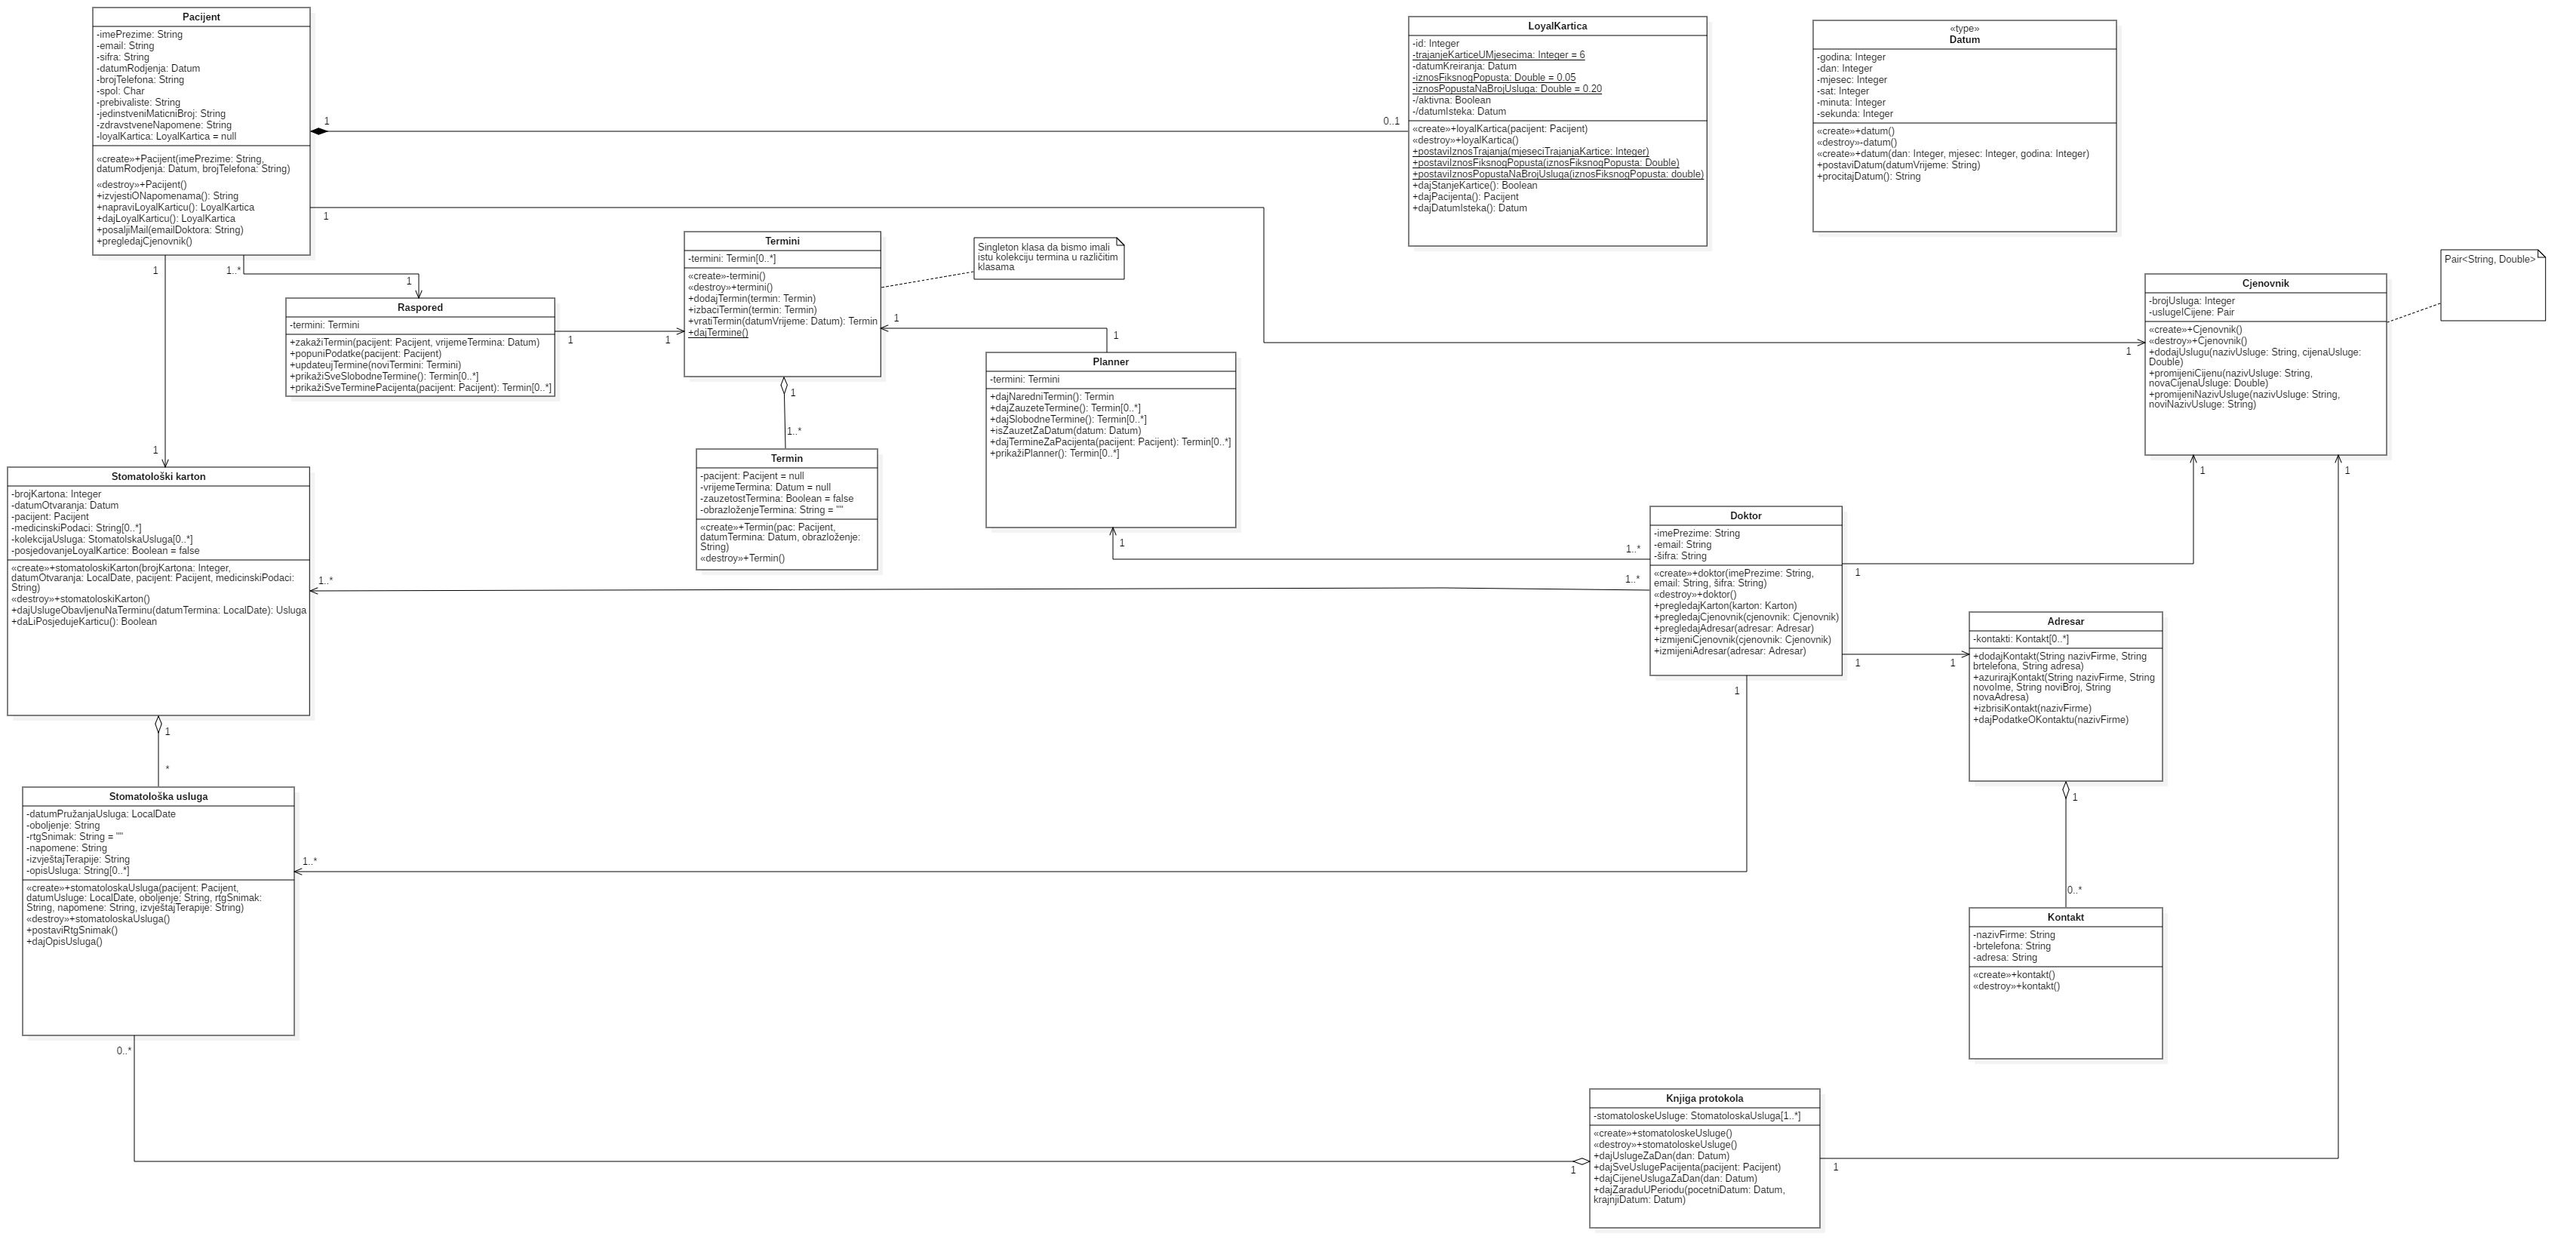 Pacijent
-imePrezime: String
-email: String
-sifra: String
-datumRodjenja: Datum
-brojTelefona: String
-spol: Char
-prebivaliste: String
-jedinstveniMaticniBroj: String
-zdravstveneNapomene: String
-loyalKartica: LoyalKartica = null
«create»+Pacijent(imePrezime: String,
datumRodjenja: Datum, brojTelefona: String)
«destroy»+Pacijent()
+izvjestiONapomenama(): String
+napraviLoyalKarticu(): LoyalKartica
+dajLoyalKarticu(): LoyalKartica
+posaljiMail(emailDoktora: String)
+pregledajCjenovnik()
1
0..1
1
1
1..*
1
LoyalKartica
-id: Integer
-trajanjeKarticeUMjesecima: Integer = 6
-datumKreiranja: Datum
-iznosFiksnogPopusta: Double = 0.05
-iznosPopustaNaBrojUsluga: Double = 0.20
-/aktivna: Boolean
-/datumIsteka: Datum
«create»+loyalKartica(pacijent: Pacijent)
«destroy»+loyalKartica()
+postaviIznosTrajanja(mjeseciTrajanjaKartice: Integer)
+postaviIznosFiksnogPopusta(iznosFiksnogPopusta: Double)
+postaviIznosPopustaNaBrojUsluga(iznosFiksnogPopusta: double)
+dajStanjeKartice(): Boolean
+dajPacijenta(): Pacijent
+dajDatumIsteka(): Datum
«type»
Datum
-godina: Integer
-dan: Integer
-mjesec: Integer
-sat: Integer
-minuta: Integer
-sekunda: Integer
«create»+datum()
«destroy»-datum()
«create»+datum(dan: Integer, mjesec: Integer, godina: Integer)
+postaviDatum(datumVrijeme: String)
+procitajDatum(): String
Termini
-termini: Termin[0..*]
«create»-termini()
«destroy»+termini()
+dodajTermin(termin: Termin)
+izbaciTermin(termin: Termin)
+vratiTermin(datumVrijeme: Datum): Termin
+dajTermine()
Singleton klasa da bismo imali
istu kolekciju termina u različitim
klasama
Pair<String, Double>
Cjenovnik
-brojUsluga: Integer
-uslugeICijene: Pair
«create»+Cjenovnik()
«destroy»+Cjenovnik()
+dodajUslugu(nazivUsluge: String, cijenaUsluge:
Double)
+promijeniCijenu(nazivUsluge: String,
novaCijenaUsluge: Double)
+promijeniNazivUsluge(nazivUsluge: String,
noviNazivUsluge: String)
1
1
1
Raspored
-termini: Termini
+zakažiTermin(pacijent: Pacijent, vrijemeTermina: Datum)
+popuniPodatke(pacijent: Pacijent)
+updateujTermine(noviTermini: Termini)
+prikažiSveSlobodneTermine(): Termin[0..*]
+prikažiSveTerminePacijenta(pacijent: Pacijent): Termin[0..*]
1
1
1
1
Planner
-termini: Termini
+dajNaredniTermin(): Termin
+dajZauzeteTermine(): Termin[0..*]
+dajSlobodneTermine(): Termin[0..*]
+isZauzetZaDatum(datum: Datum)
+dajTermineZaPacijenta(pacijent: Pacijent): Termin[0..*]
+prikažiPlanner(): Termin[0..*]
1
1
1..*
Termin
-pacijent: Pacijent = null
-vrijemeTermina: Datum = null
-zauzetostTermina: Boolean = false
-obrazloženjeTermina: String = ""
«create»+Termin(pac: Pacijent,
datumTermina: Datum, obrazloženje:
String)
«destroy»+Termin()
1
Stomatološki karton
-brojKartona: Integer
-datumOtvaranja: Datum
-pacijent: Pacijent
-medicinskiPodaci: String[0..*]
-kolekcijaUsluga: StomatolskaUsluga[0..*]
-posjedovanjeLoyalKartice: Boolean = false
«create»+stomatoloskiKarton(brojKartona: Integer,
datumOtvaranja: LocalDate, pacijent: Pacijent, medicinskiPodaci:
String)
«destroy»+stomatoloskiKarton()
+dajUslugeObavljenuNaTerminu(datumTermina: LocalDate): Usluga
+daLiPosjedujeKarticu(): Boolean
1..*
1..*
1..*
Doktor
-imePrezime: String
-email: String
-šifra: String
«create»+doktor(imePrezime: String,
email: String, šifra: String)
«destroy»+doktor()
+pregledajKarton(karton: Karton)
+pregledajCjenovnik(cjenovnik: Cjenovnik)
+pregledajAdresar(adresar: Adresar)
+izmijeniCjenovnik(cjenovnik: Cjenovnik)
+izmijeniAdresar(adresar: Adresar)
1
1
1
1
Adresar
-kontakti: Kontakt[0..*]
+dodajKontakt(String nazivFirme, String
brtelefona, String adresa)
+azurirajKontakt(String nazivFirme, String
novoIme, String noviBroj, String
novaAdresa)
+izbrisiKontakt(nazivFirme)
+dajPodatkeOKontaktu(nazivFirme)
1
0..*
1
*
Stomatološka usluga
-datumPružanjaUsluga: LocalDate
-oboljenje: String
-rtgSnimak: String = ""
-napomene: String
-izvještajTerapije: String
-opisUsluga: String[0..*]
«create»+stomatoloskaUsluga(pacijent: Pacijent,
datumUsluge: LocalDate, oboljenje: String, rtgSnimak:
String, napomene: String, izvještajTerapije: String)
«destroy»+stomatoloskaUsluga()
+postaviRtgSnimak()
+dajOpisUsluga()
1..*
0..*
Kontakt
-nazivFirme: String
-brtelefona: String
-adresa: String
«create»+kontakt()
«destroy»+kontakt()
Knjiga protokola
-stomatoloskeUsluge: StomatoloskaUsluga[1..*]
«create»+stomatoloskeUsluge()
«destroy»+stomatoloskeUsluge()
+dajUslugeZaDan(dan: Datum)
+dajSveUslugePacijenta(pacijent: Pacijent)
+dajCijeneUslugaZaDan(dan: Datum)
+dajZaraduUPeriodu(pocetniDatum: Datum,
krajnjiDatum: Datum)
1
1